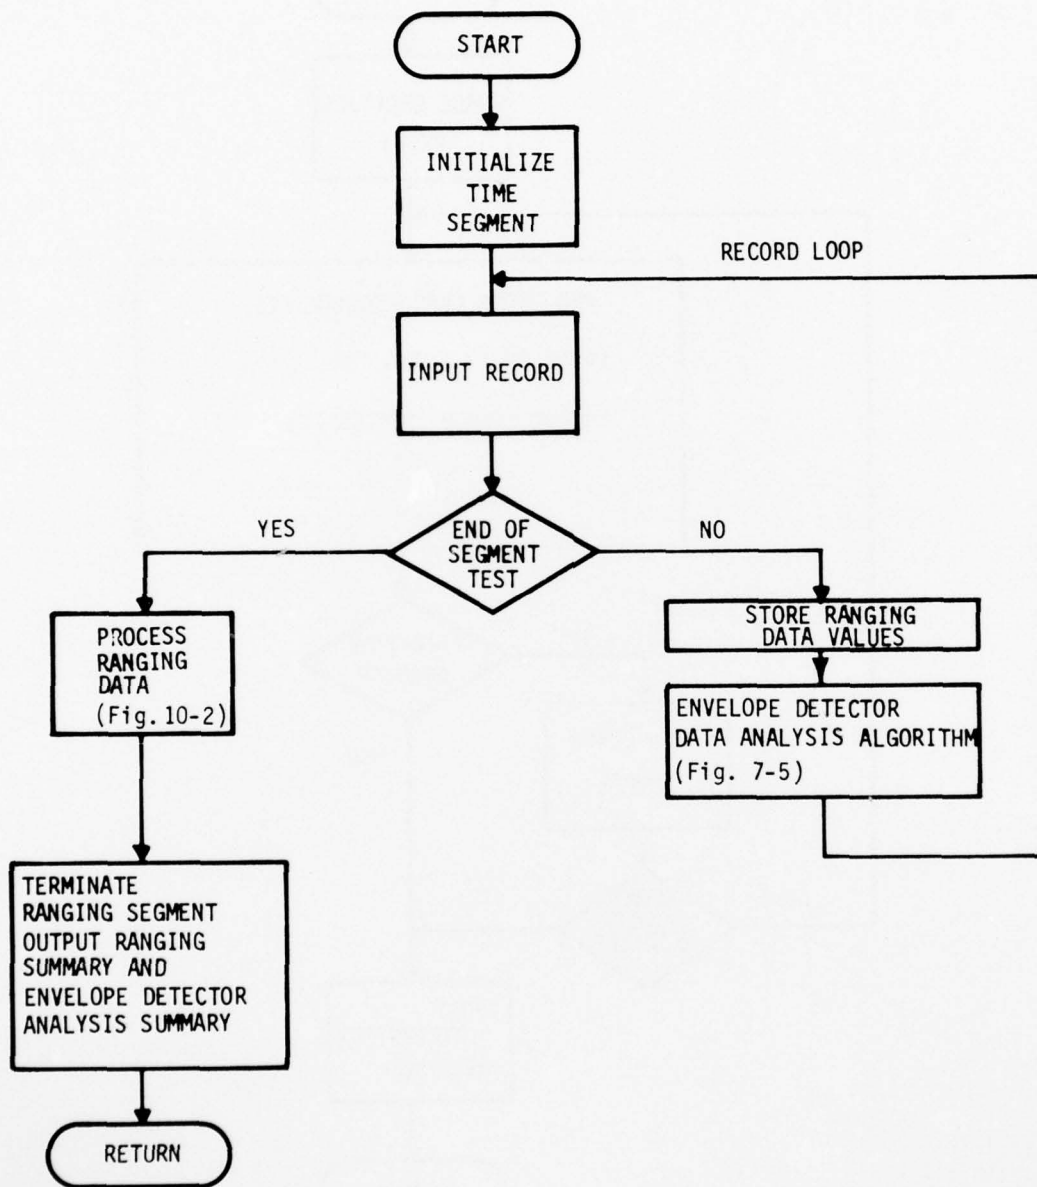 START
INITIALIZE
TIME
SEGMENT
RECORD LOOP
INPUT RECORD
YES
END OF
SEGMENT
TEST
NO
PROCESS
RANGING
DATA
(Fig. 10-2)
STORE RANGING
DATA VALUES
ENVELOPE DETECTOR
DATA ANALYSIS ALGORITHM
(Fig. 7-5)
TERMINATE
RANGING SEGMENT
OUTPUT RANGING
SUMMARY AND
ENVELOPE DETECTOR
ANALYSIS SUMMARY
RETURN